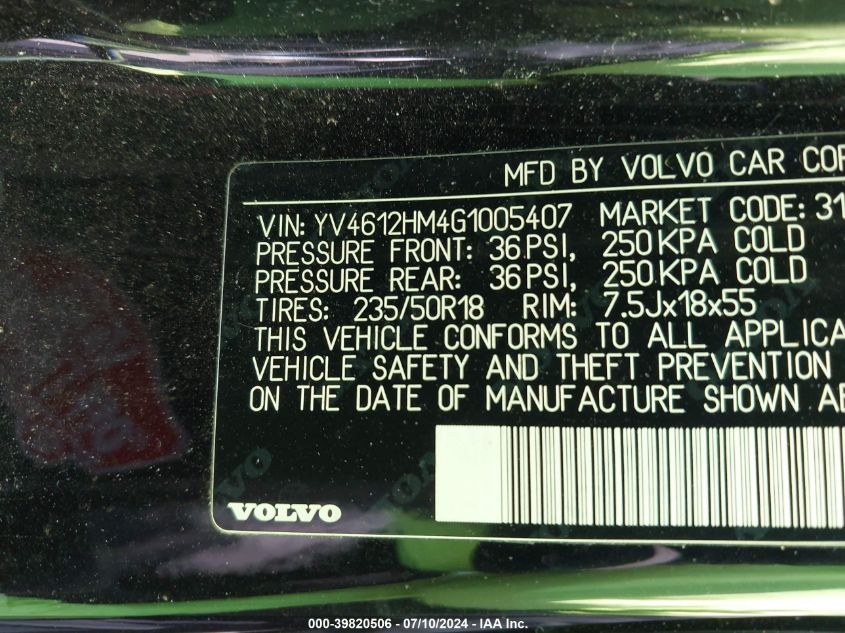 MFD BY VOLVO CAR COR
VIN: YV4612HM4G1005407 MARKET CODE: 31
PRESSURE FRONT: 36 PSI, 250 KPA COLD
PRESSURE REAR: 36 PSI, 250 KPA COLD
TIRES: 235/50R18 RIM: 7.5Jx18x55
THIS VEHICLE CONFORMS TO ALL APPLICA
VEHICLE SAFETY AND THEFT PREVENTION
ON THE DATE OF MANUFACTURE SHOWN AB
VOLVO
000-39820506 - 07/10/2024 - IAA Inc.